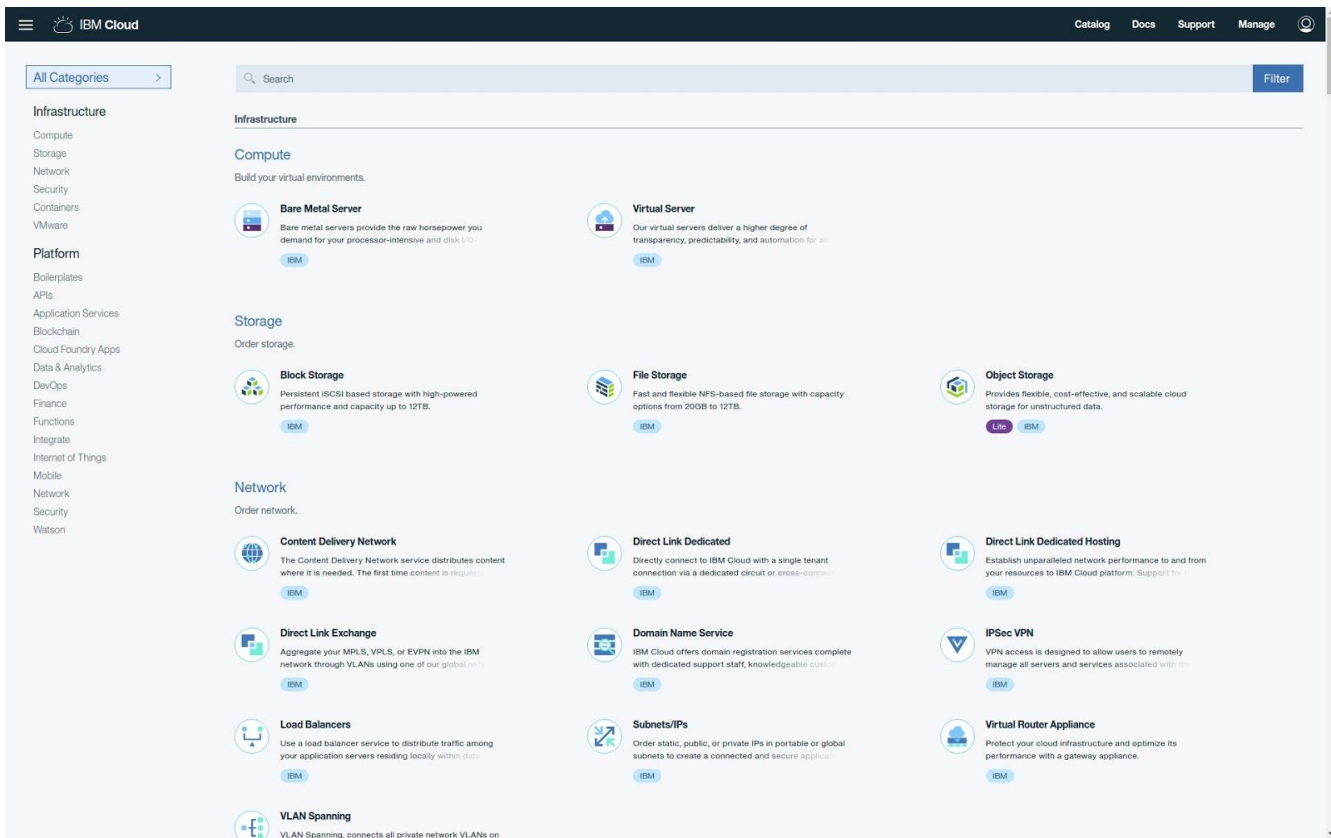 IBM Cloud
Catalog Docs Support Manage
All Categories
Search
Filter
Infrastructure
Compute
Storage
Network
Security
Containers
VMware
Platform
Boilerplates
APIs
Application Services
Blockchain
Cloud Foundry Apps
Data & Analytics
DevOps
Finance
Functions
Integrate
Internet of Things
Mobile
Network
Security
Watson
Infrastructure
Compute
Build your virtual environments.
Bare Metal Server
Bare metal servers provide the raw horsepower you
demand for your processor-intensive and disk I/O-
IBM
Virtual Server
Our virtual servers deliver a higher degree of
transparency, predictability, and automation for all
IBM
Storage
Order storage.
Block Storage
Persistent iSCSI based storage with high-powered
performance and capacity up to 12TB.
IBM
File Storage
Fast and flexible NFS-based file storage with capacity
options from 20GB to 12TB.
IBM
Object Storage
Provides flexible, cost-effective, and scalable cloud
storage for unstructured data.
Lite IBM
Network
Order network.
Content Delivery Network
The Content Delivery Network service distributes content
where it is needed. The first time content is
IBM
Direct Link Dedicated
Directly connect to IBM Cloud with a single tenant
connection via a dedicated circuit or
IBM
Direct Link Dedicated Hosting
Establish unparalleled network performance to and from
your resources to IBM Cloud platform. Support for
IBM
Direct Link Exchange
Aggregate your MPLS, VPLS, or EVPN into the IBM
network through VLANs using one of our global
IBM
Domain Name Service
IBM Cloud offers domain registration services complete
with dedicated support staff, knowledgeable
IBM
IPSec VPN
VPN access is designed to allow users to remotely
manage all servers and services associated with
IBM
Load Balancers
Use a load balancer service to distribute traffic among
your application servers residing locally within data
IBM
Subnets/IPs
Order static, public, or private IPs in portable or global
subnets to create a connected and secure
IBM
Virtual Router Appliance
Protect your cloud infrastructure and optimize its
performance with a gateway appliance.
IBM
VLAN Spanning
VLAN Spanning, connects all private network VLANs on